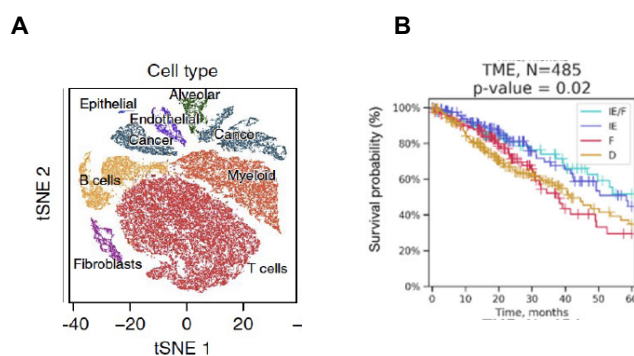 A
Cell type
Alveolar
Epithelial
Endothelial
Cancer
Cancer
B cells
Myeloid
Fibroblasts
T cells
tSNE 2
−40 −20 0 20
tSNE 1
B
TME, N=485
p-value = 0.02
IE/F
IE
F
D
100%
80%
60%
40%
20%
0%
Survival probability (%)
0 10 20 30 40 50 60
Time, months